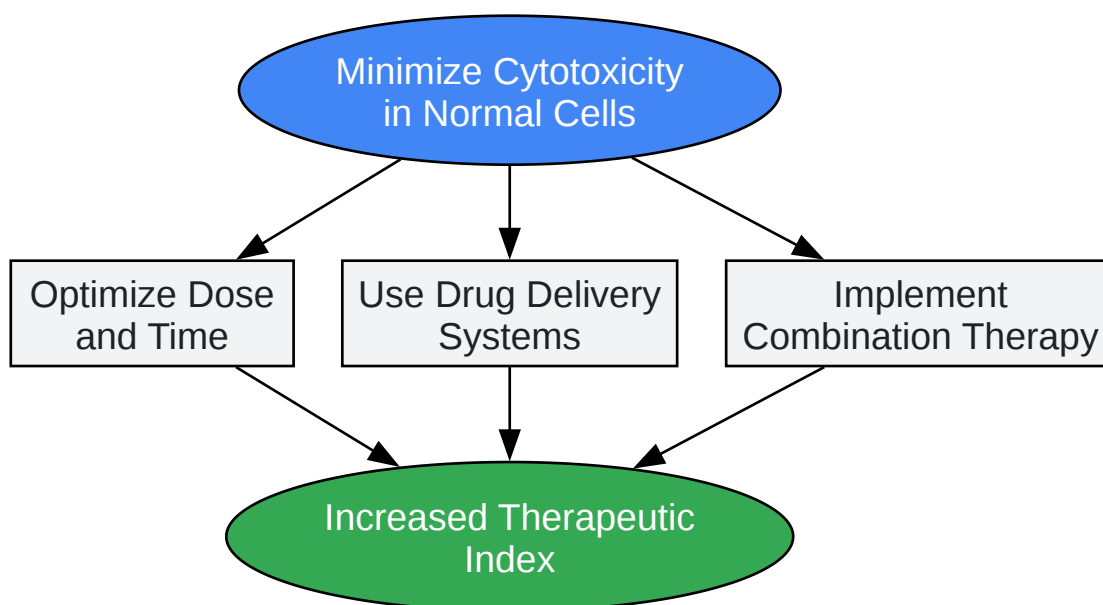 Minimize Cytotoxicity
in Normal Cells
Optimize Dose
and Time
Use Drug Delivery
Systems
Implement
Combination Therapy
Increased Therapeutic
Index